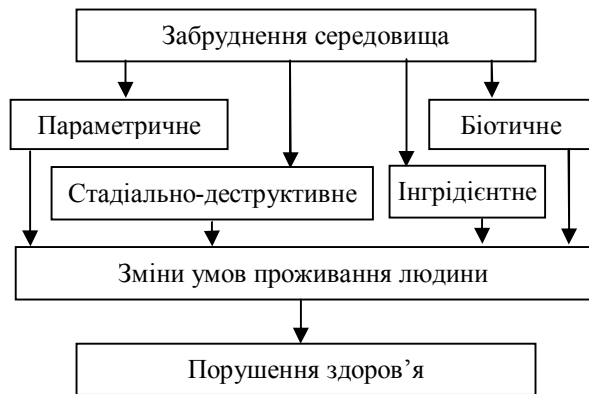 Забруднення середовища
Параметричне
Біотичне
Стадіально-деструктивне
Інгрідієнтне
Зміни умов проживання людини
Порушення здоров’я